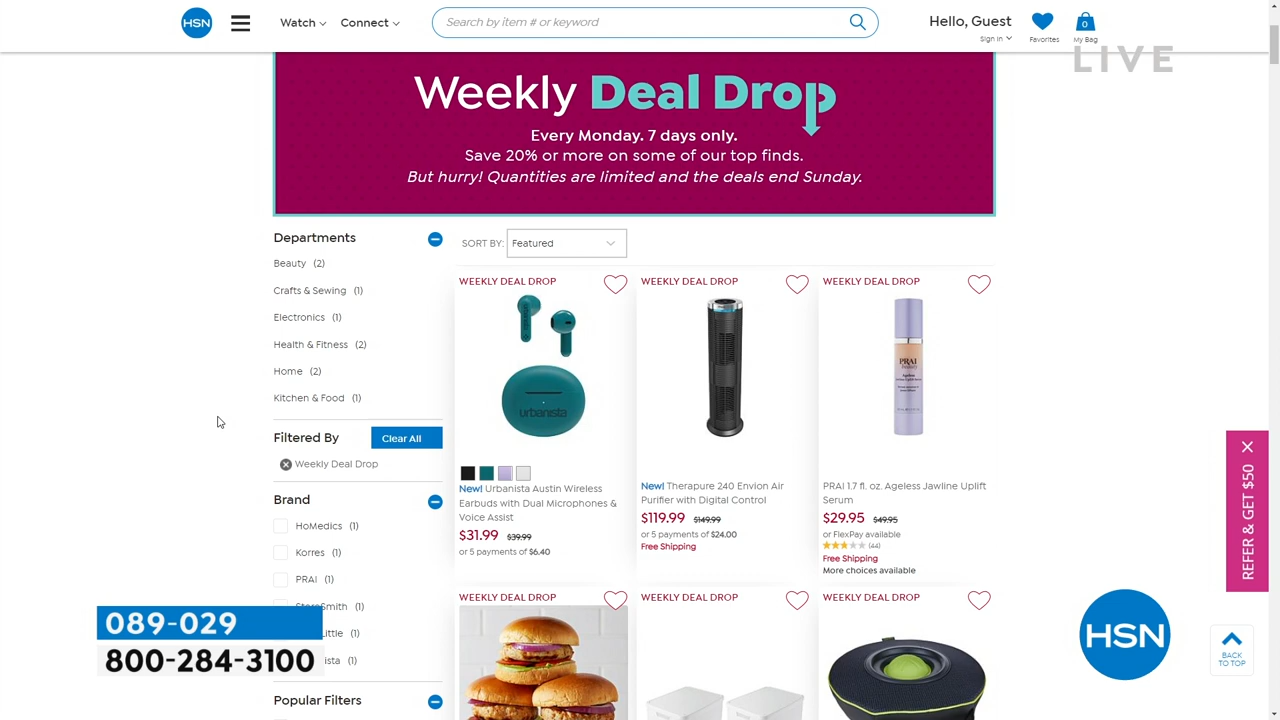 HSN
Watch
Connect
Search by item # or keyword
Hello, Guest
Sign In
Favorites
0
My Bag
LIVE
Weekly Deal Drop
Every Monday. 7 days only.
Save 20% or more on some of our top finds.
But hurry! Quantities are limited and the deals end Sunday.
Departments
Beauty (2)
Crafts & Sewing (1)
Electronics (1)
Health & Fitness (2)
Home (2)
Kitchen & Food (1)
Filtered By
Clear All
Weekly Deal Drop
Brand
HoMedics (1)
Korres (1)
PRAI (1)
Smith (1)
Little (1)
ista (1)
Popular Filters
SORT BY: Featured
WEEKLY DEAL DROP
urbanista
New! Urbanista Austin Wireless
Earbuds with Dual Microphones &
Voice Assist
$31.99 $39.99
or 5 payments of $6.40
WEEKLY DEAL DROP
New! Therapure 240 Envion Air
Purifier with Digital Control
$119.99 $149.99
or 5 payments of $24.00
Free Shipping
WEEKLY DEAL DROP
PRAI
beauty
Ageless
PRAI 1.7 fl. oz. Ageless Jawline Uplift
Serum
$29.95 $49.95
or FlexPay available
(44)
Free Shipping
More choices available
WEEKLY DEAL DROP
WEEKLY DEAL DROP
WEEKLY DEAL DROP
REFER & GET $50
089-029
800-284-3100
HSN
BACK
TO TOP